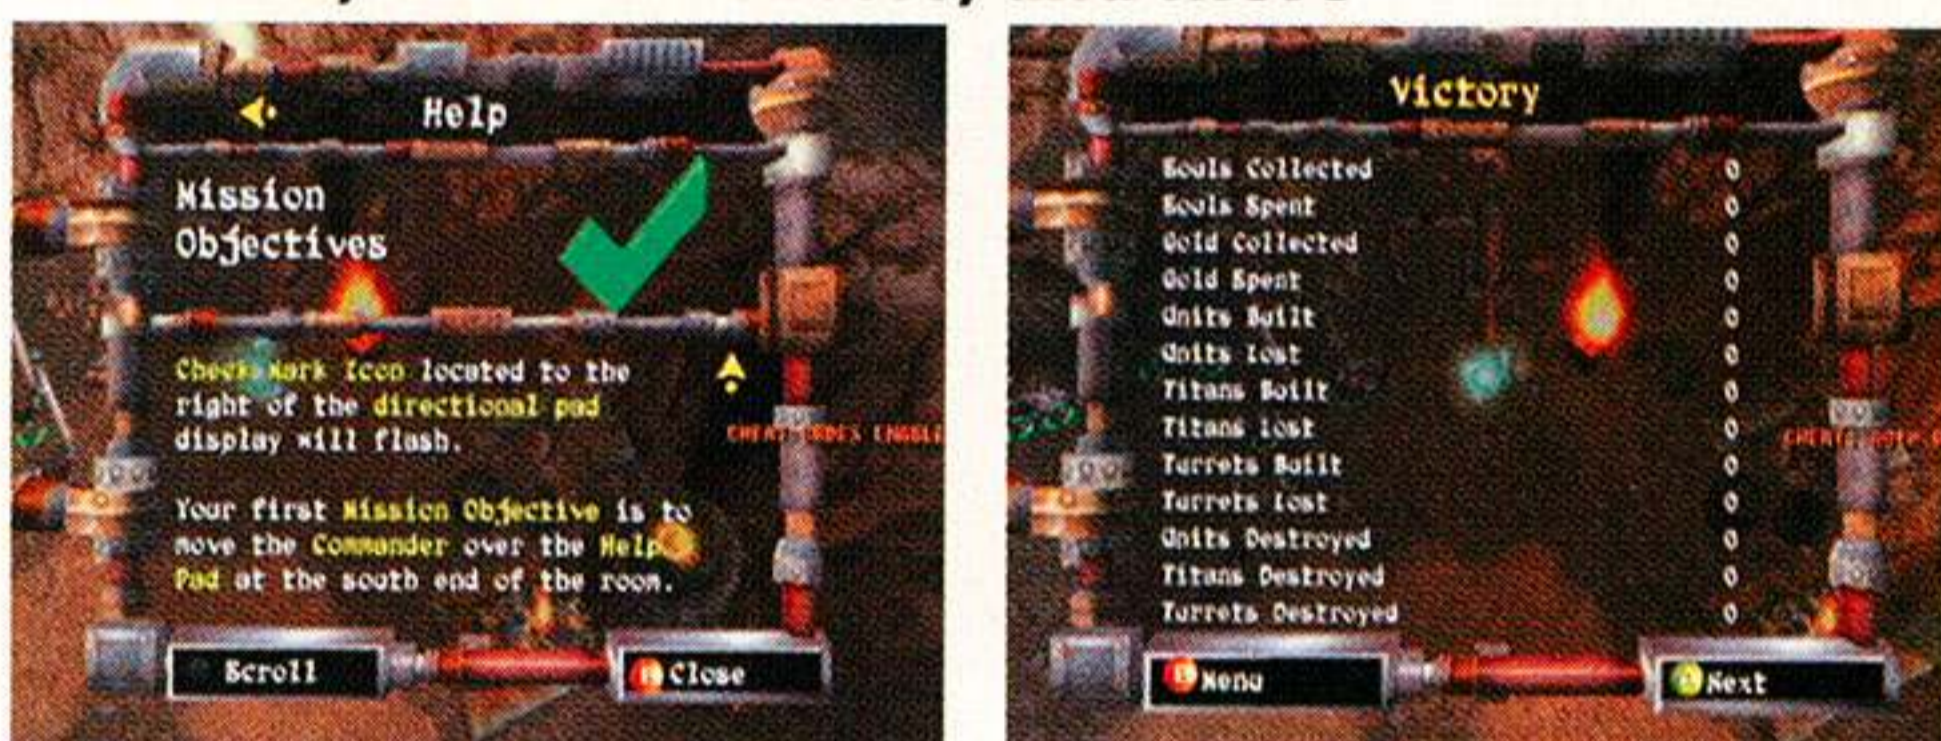 Help
Mission
Objectives
Check Mark Icon located to the
right of the directional pad
display will flash.
Your first Mission Objective is to
move the Commander over the Help
Pad at the south end of the room.
CHEAT CODES ENABLE
Scroll
Close
Victory
Souls Collected 0
Souls Spent 0
Gold Collected 0
Gold Spent 0
Units Built 0
Units Lost 0
Titans Built 0
Titans Lost 0
Turrets Built 0
Turrets Lost 0
Units Destroyed 0
Titans Destroyed 0
Turrets Destroyed 0
Menu
A Next